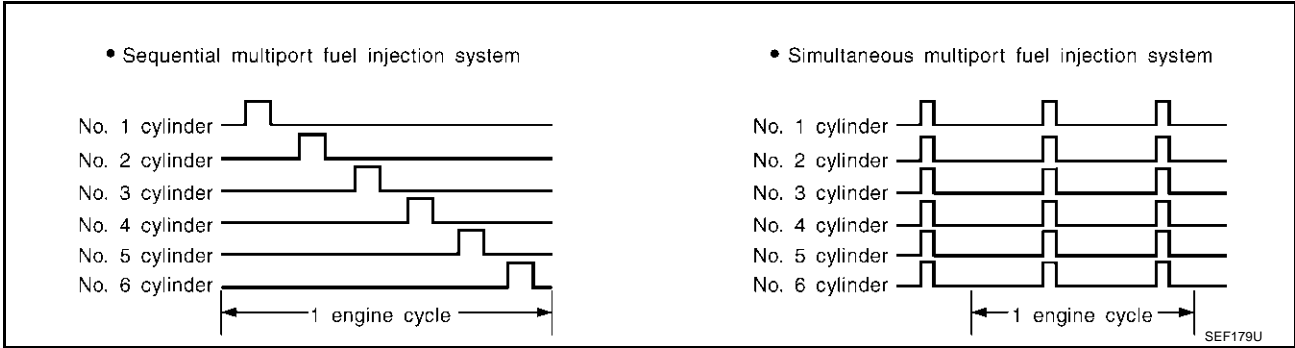 • Sequential multiport fuel injection system
No. 1 cylinder
No. 2 cylinder
No. 3 cylinder
No. 4 cylinder
No. 5 cylinder
No. 6 cylinder
1 engine cycle
• Simultaneous multiport fuel injection system
No. 1 cylinder
No. 2 cylinder
No. 3 cylinder
No. 4 cylinder
No. 5 cylinder
No. 6 cylinder
1 engine cycle
SEF179U